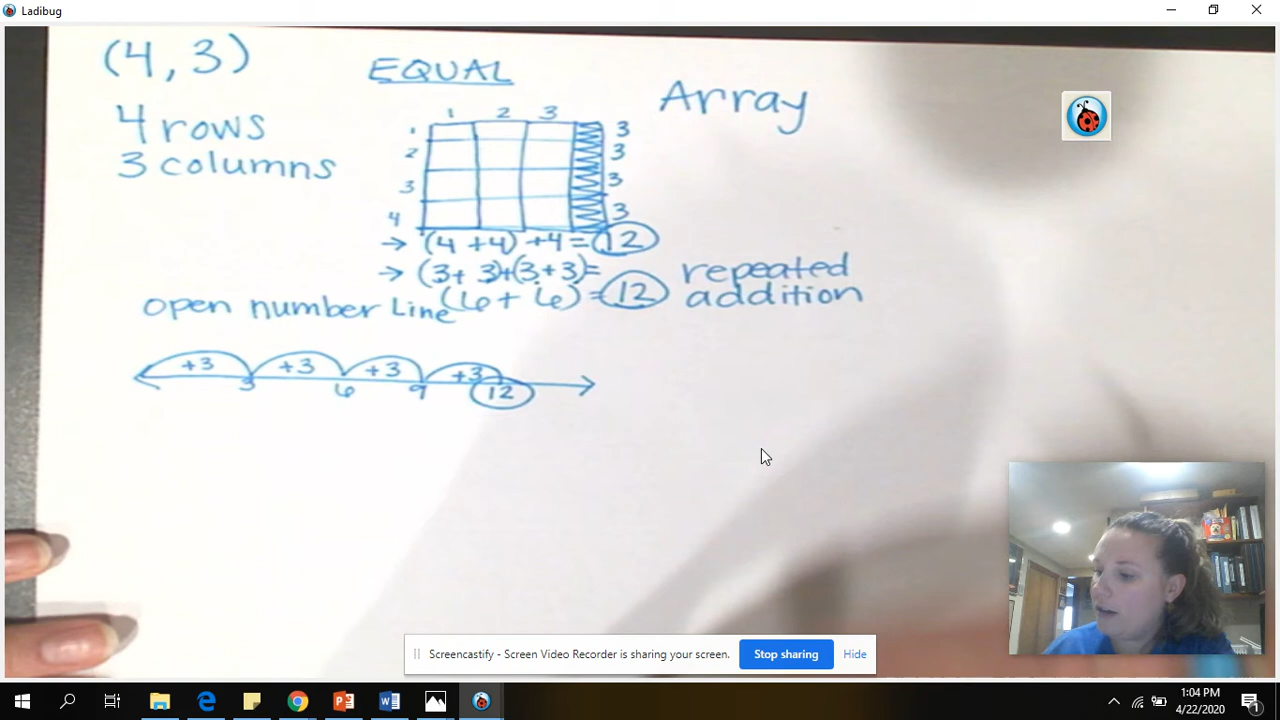 Ladibug
(4, 3)
EQUAL
Array
4 rows
3 columns
1 2 3
1 3
2 3
3 3
4 3
→ (4 + 4) + 4 = 12
→ (3 + 3) + (3 + 3) =
repeated
open number Line
(6 + 6) = 12
addition
+3 +3 +3 +3
3 6 9 12
Screencastify - Screen Video Recorder is sharing your screen.
Stop sharing
Hide
1:04 PM
4/22/2020